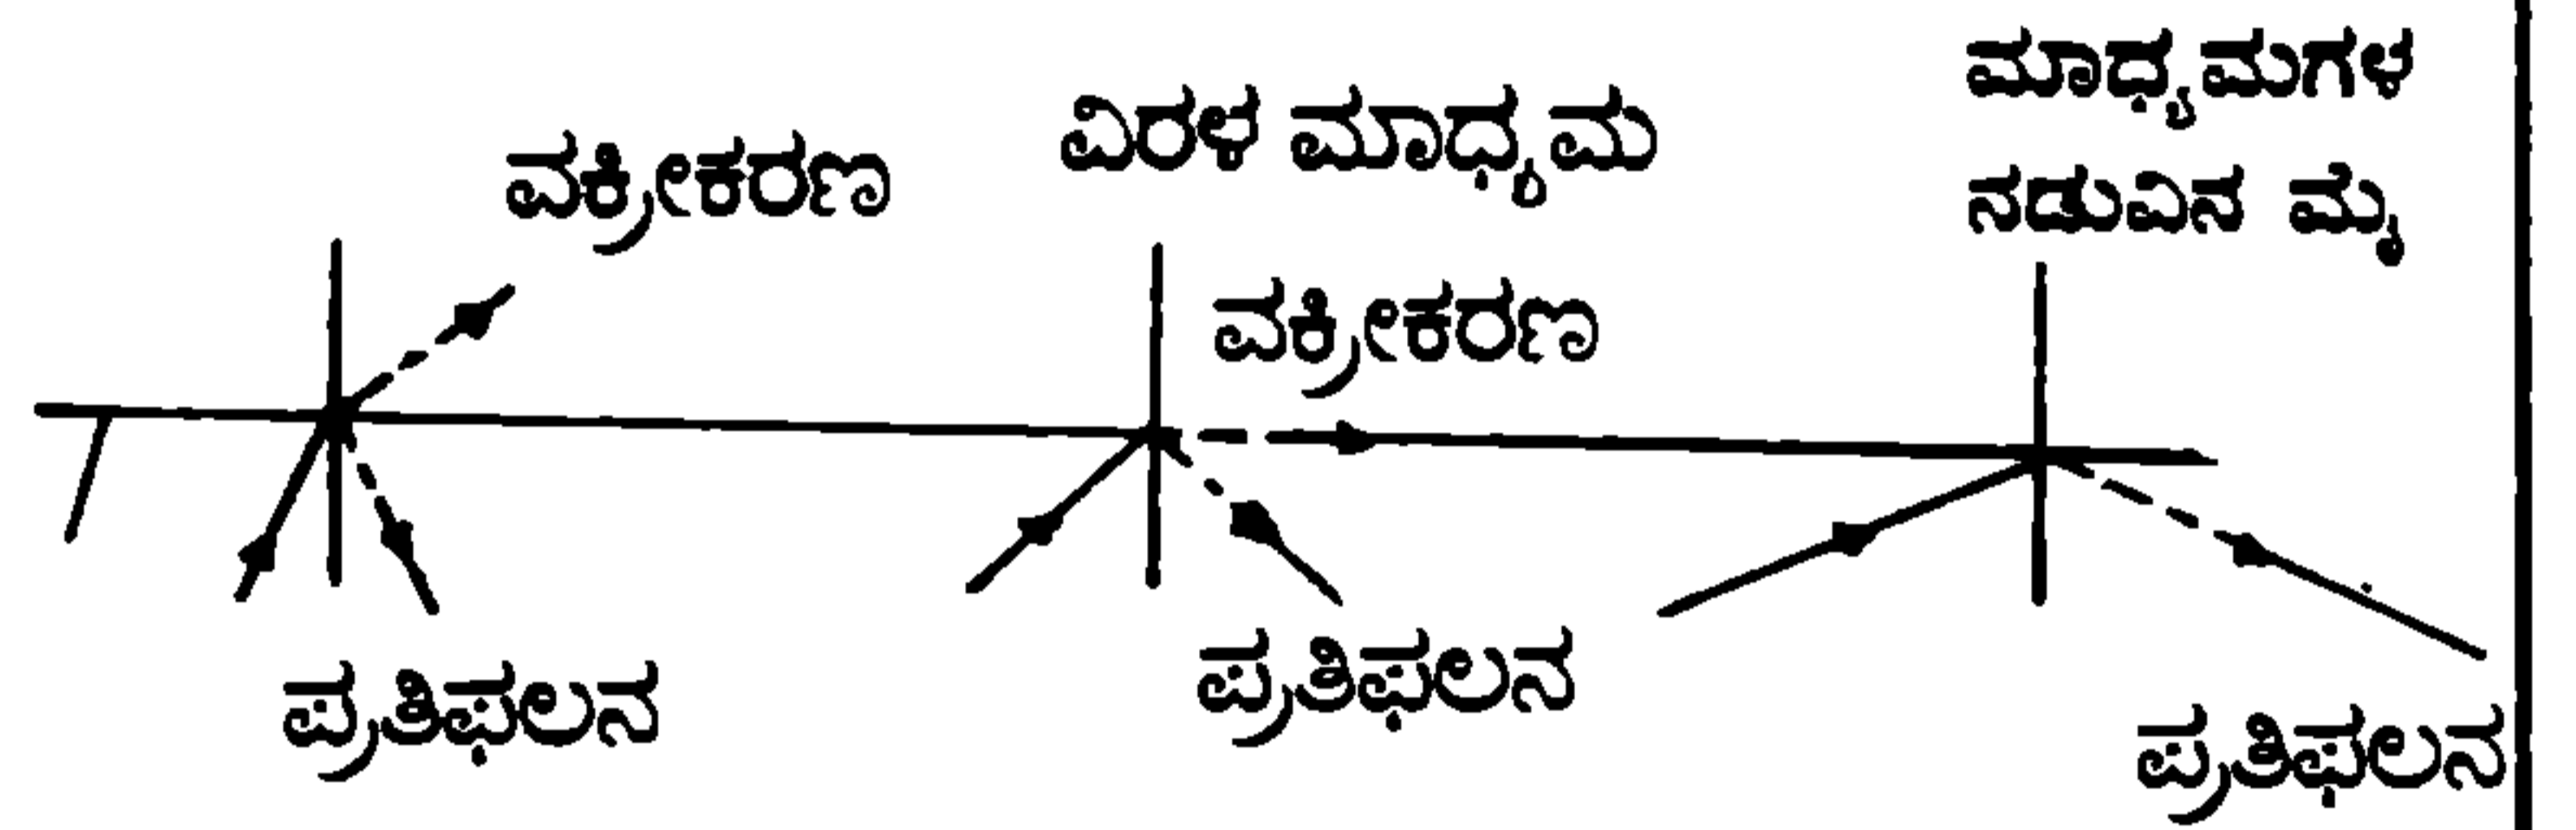 ವಕ್ರೀಕರಣ
ವಿರಳ ಮಾಧ್ಯಮ
ಮಾಧ್ಯಮಗಳ
ನಡುವಿನ ಮೈ
ವಕ್ರೀಕರಣ
ಪ್ರತಿಫಲನ
ಪ್ರತಿಫಲನ
ಪ್ರತಿಫಲನ